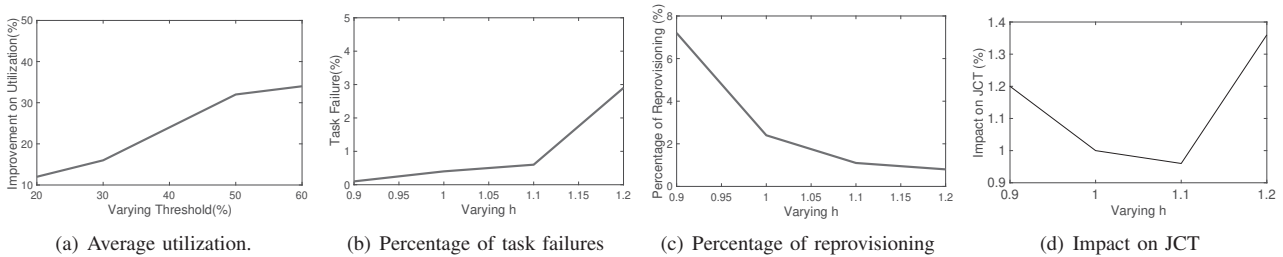 50
40
30
20
10
Improvement on Utilization(%)
20 30 40 50 60
Varying Threshold(%)
(a) Average utilization.
5
4
3
2
1
0
Task Failure(%)
0.9 0.95 1 1.05 1.1 1.15 1.2
Varying h
(b) Percentage of task failures
8
6
4
2
0
Percentage of Reprovisioning (%)
0.9 0.95 1 1.05 1.1 1.15 1.2
Varying h
(c) Percentage of reprovisioning
1.4
1.3
1.2
1.1
1
0.9
Impact on JCT (%)
0.9 1 1.1 1.2
Varying h
(d) Impact on JCT